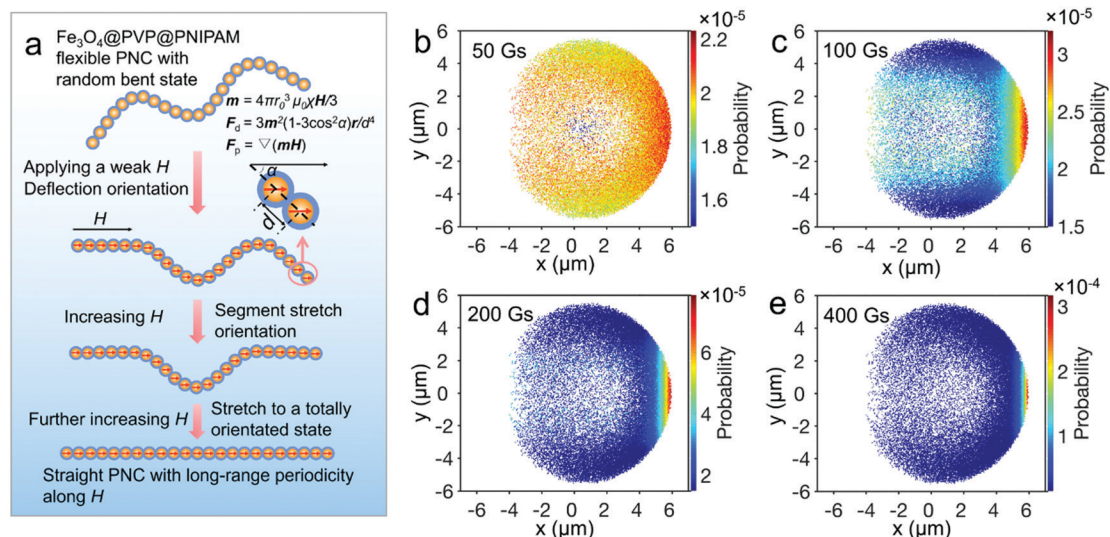 a
Fe₃O₄@PVP@PNIPAM
flexible PNC with
random bent state
m = 4πr₀³ μ₀χH/3
F_d = 3m²(1-3cos²α)r/d⁴
F_p = ▽(mH)
Applying a weak H
Deflection orientation
α
H
d
Increasing H
Segment stretch
orientation
Further increasing H
Stretch to a totally
orientated state
Straight PNC with long-range periodicity
along H
b
50 Gs
×10⁻⁵
6
4
2
0
-2
-4
-6
y (μm)
-6 -4 -2 0 2 4 6
x (μm)
2.2
2
1.8
1.6
Probability
c
100 Gs
×10⁻⁵
6
4
2
0
-2
-4
-6
y (μm)
-6 -4 -2 0 2 4 6
x (μm)
3
2.5
2
1.5
Probability
d
200 Gs
×10⁻⁵
6
4
2
0
-2
-4
-6
y (μm)
-6 -4 -2 0 2 4 6
x (μm)
6
4
2
Probability
e
400 Gs
×10⁻⁴
6
4
2
0
-2
-4
-6
y (μm)
-6 -4 -2 0 2 4 6
x (μm)
3
2
1
Probability